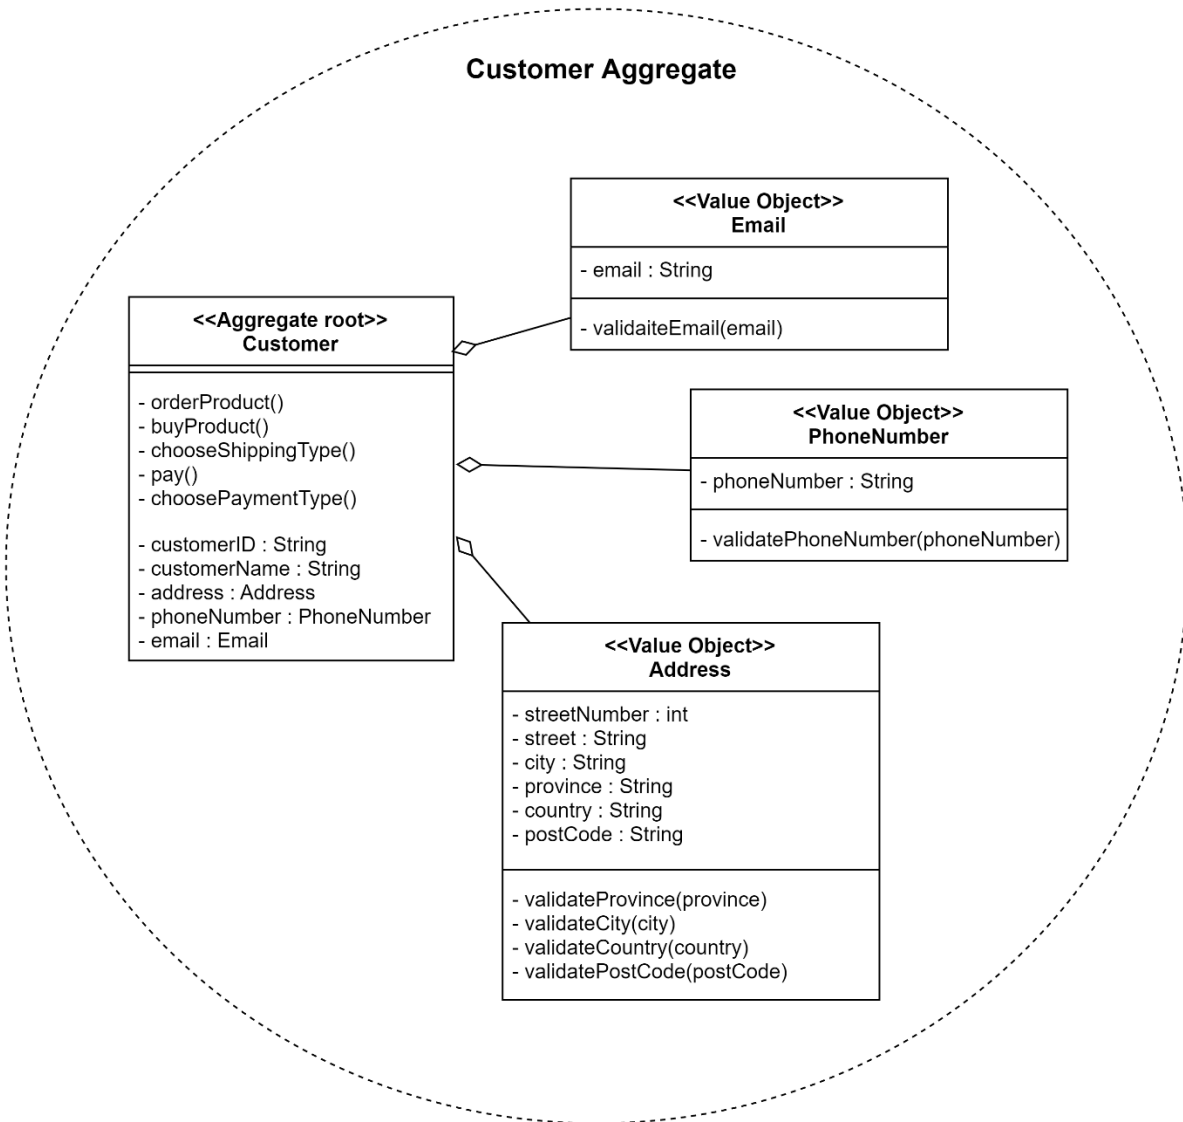 Customer Aggregate
<<Value Object>>
Email
- email : String
- validaiteEmail(email)
<<Aggregate root>>
Customer
- orderProduct()
- buyProduct()
- chooseShippingType()
- pay()
- choosePaymentType()
- customerID : String
- customerName : String
- address : Address
- phoneNumber : PhoneNumber
- email : Email
<<Value Object>>
PhoneNumber
- phoneNumber : String
- validatePhoneNumber(phoneNumber)
<<Value Object>>
Address
- streetNumber : int
- street : String
- city : String
- province : String
- country : String
- postCode : String
- validateProvince(province)
- validateCity(city)
- validateCountry(country)
- validatePostCode(postCode)